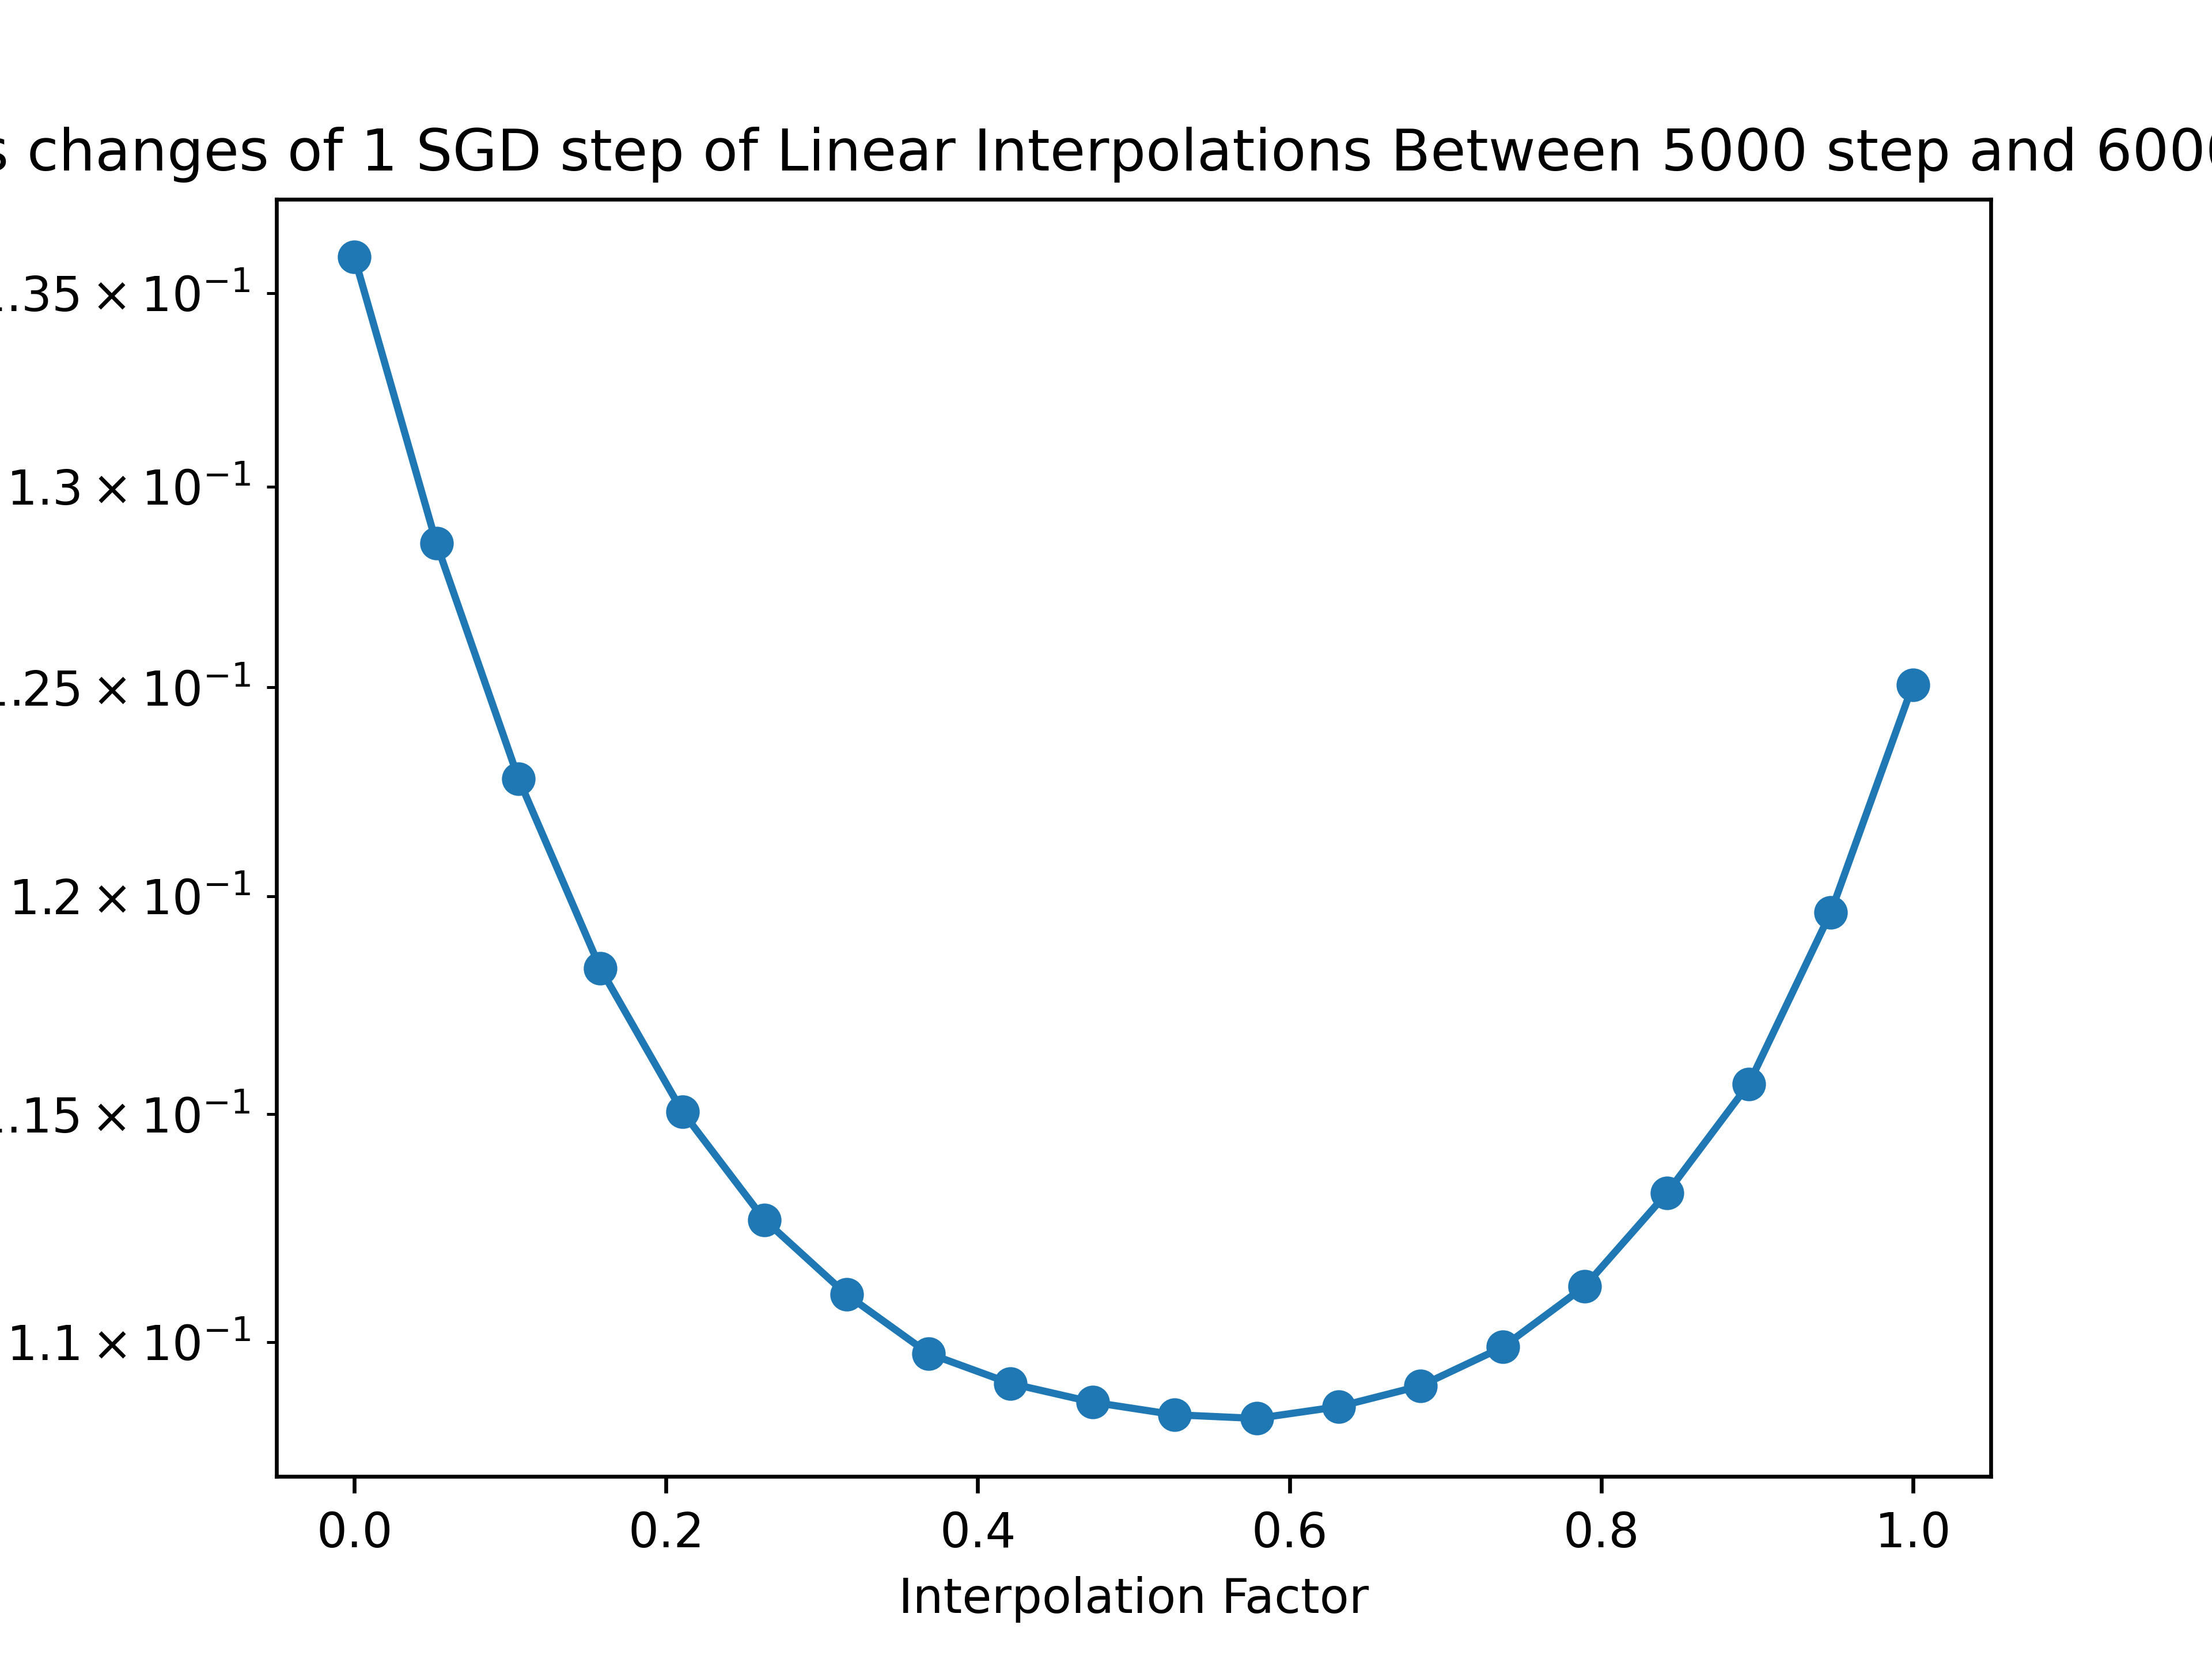 s changes of 1 SGD step of Linear Interpolations Between 5000 step and 6000
.35 × 10⁻¹
1.3 × 10⁻¹
.25 × 10⁻¹
1.2 × 10⁻¹
.15 × 10⁻¹
1.1 × 10⁻¹
0.0 0.2 0.4 0.6 0.8 1.0
Interpolation Factor